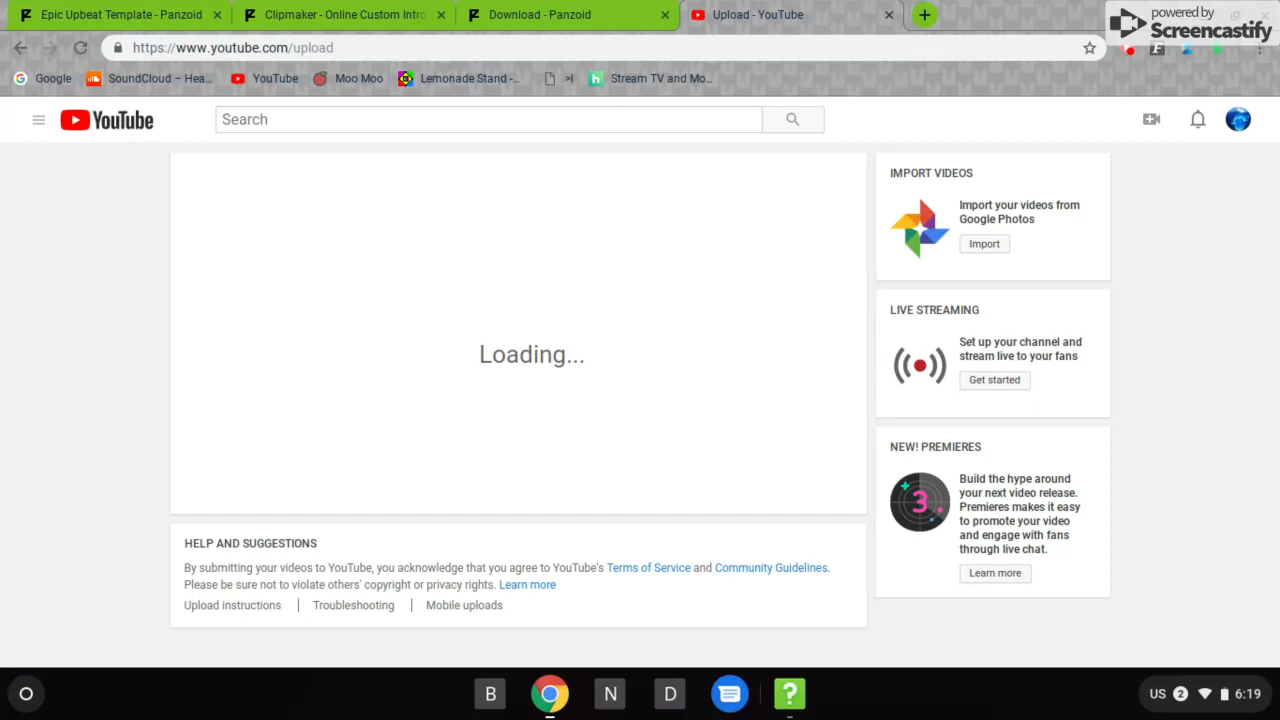 Epic Upbeat Template - Panzoid
Clipmaker - Online Custom Intro
Download - Panzoid
Upload - YouTube
powered by
Screencastify
https://www.youtube.com/upload
Google
SoundCloud – Hea...
YouTube
Moo Moo
Lemonade Stand -...
>|
Stream TV and Mo...
YouTube
Search
IMPORT VIDEOS
Import your videos from
Google Photos
Import
LIVE STREAMING
Set up your channel and
stream live to your fans
Get started
Loading...
NEW! PREMIERES
3
Build the hype around
your next video release.
Premieres makes it easy
to promote your video
and engage with fans
through live chat.
Learn more
HELP AND SUGGESTIONS
By submitting your videos to YouTube, you acknowledge that you agree to YouTube's Terms of Service and Community Guidelines.
Please be sure not to violate others' copyright or privacy rights. Learn more
Upload instructions | Troubleshooting | Mobile uploads
B
N
D
?
US 2 6:19